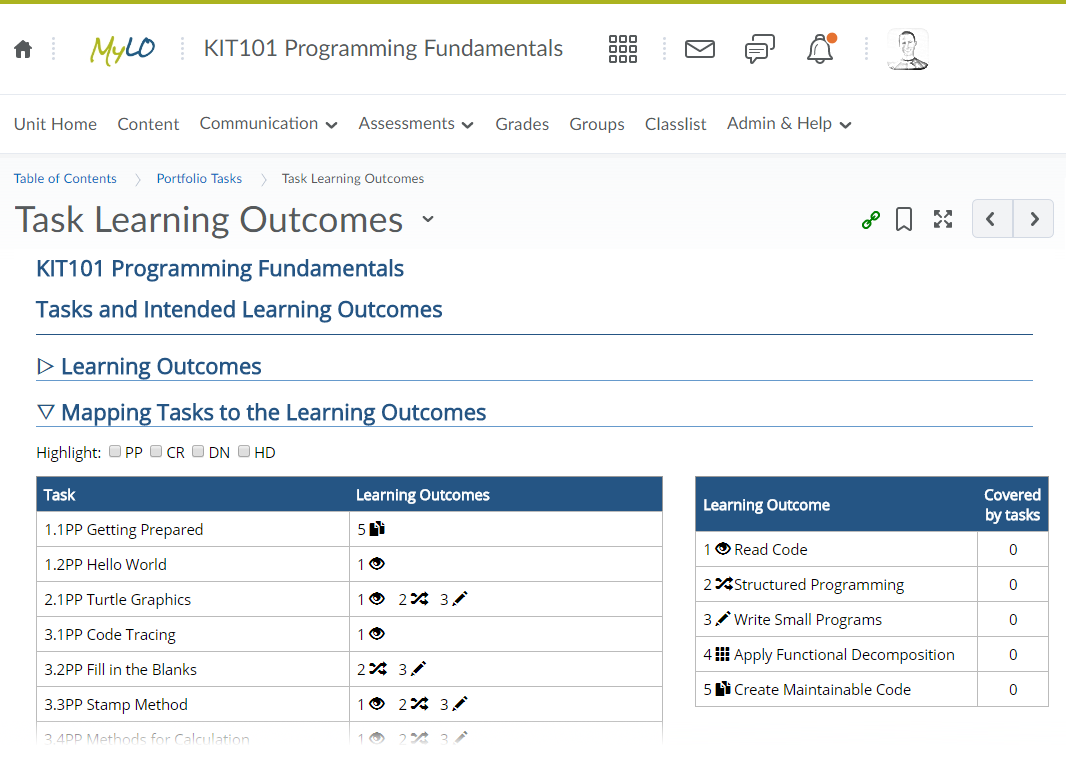 MyLO KIT101 Programming Fundamentals
Unit Home Content Communication Assessments Grades Groups Classlist Admin & Help
Table of Contents Portfolio Tasks Task Learning Outcomes
Task Learning Outcomes
KIT101 Programming Fundamentals
Tasks and Intended Learning Outcomes
Learning Outcomes
Mapping Tasks to the Learning Outcomes
Highlight: PP CR DN HD
Task Learning Outcomes
1.1PP Getting Prepared 5
1.2PP Hello World 1
2.1PP Turtle Graphics 1 2 3
3.1PP Code Tracing 1
3.2PP Fill in the Blanks 2 3
3.3PP Stamp Method 1 2 3
3.4PP Methods for Calculation 1 2 3
Learning Outcome Covered by tasks
1 Read Code 0
2 Structured Programming 0
3 Write Small Programs 0
4 Apply Functional Decomposition 0
5 Create Maintainable Code 0